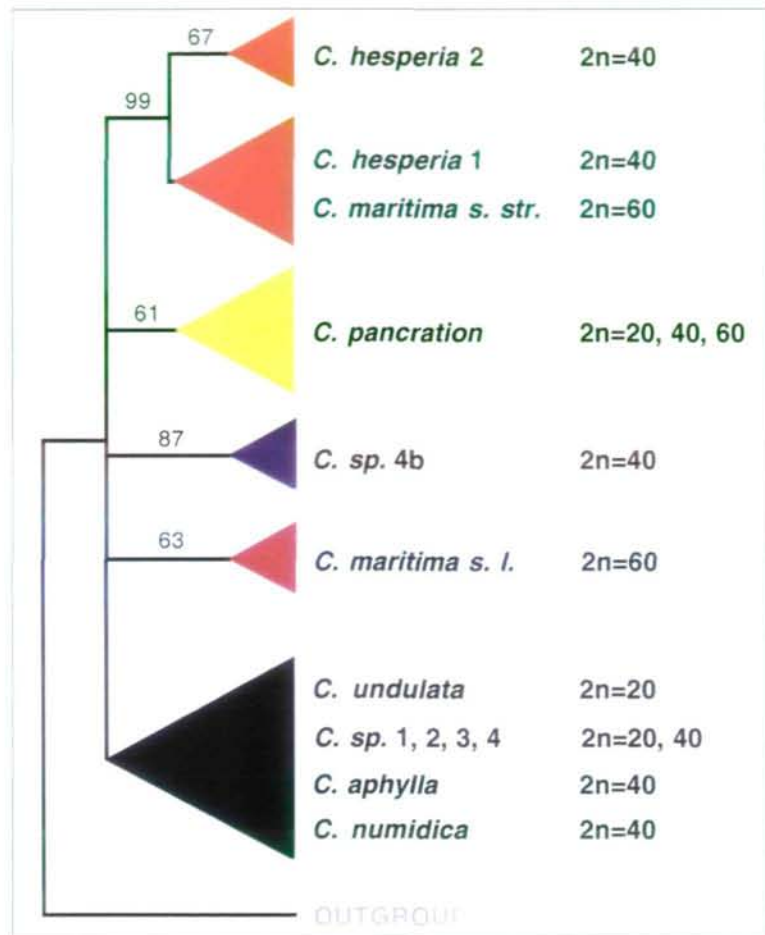 67
C. hesperia 2 2n=40
99
C. hesperia 1 2n=40
C. maritima s. str. 2n=60
61
C. pancration 2n=20, 40, 60
87
C. sp. 4b 2n=40
63
C. maritima s. l. 2n=60
C. undulata 2n=20
C. sp. 1, 2, 3, 4 2n=20, 40
C. aphylla 2n=40
C. numidica 2n=40
OUTGROUP